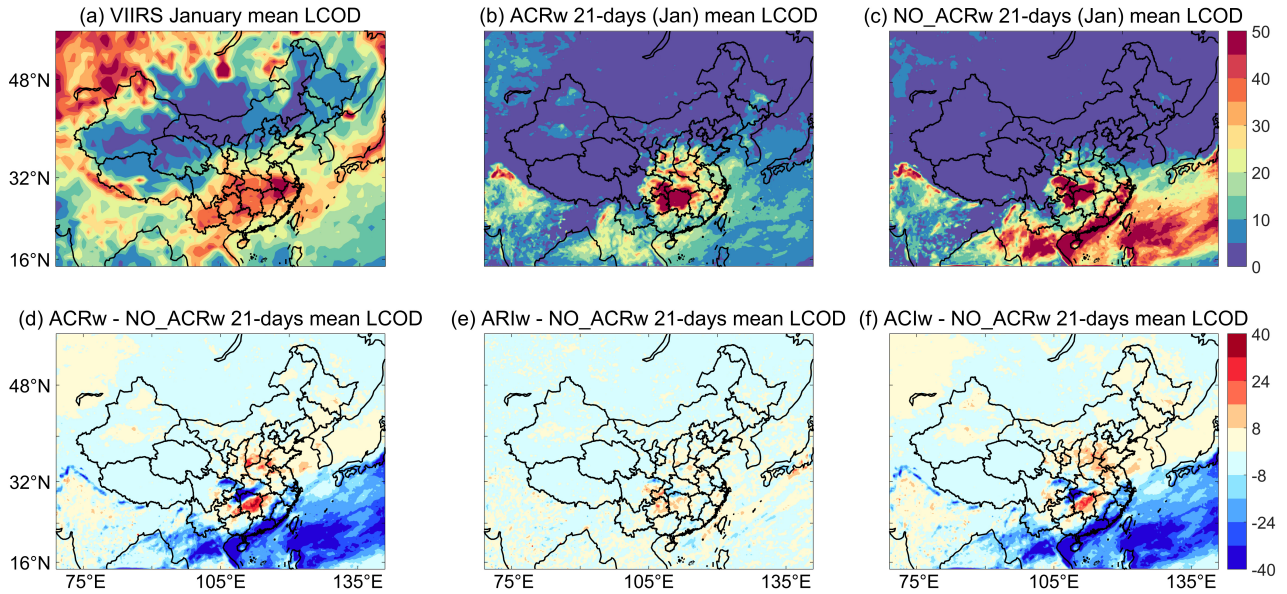 (a) VIIRS January mean LCOD
(b) ACRw 21-days (Jan) mean LCOD
(c) NO_ACRw 21-days (Jan) mean LCOD
48°N
32°N
16°N
50
40
30
20
10
0
(d) ACRw - NO_ACRw 21-days mean LCOD
(e) ARIw - NO_ACRw 21-days mean LCOD
(f) ACIw - NO_ACRw 21-days mean LCOD
48°N
32°N
16°N
40
24
8
-8
-24
-40
75°E
105°E
135°E
75°E
105°E
135°E
75°E
105°E
135°E